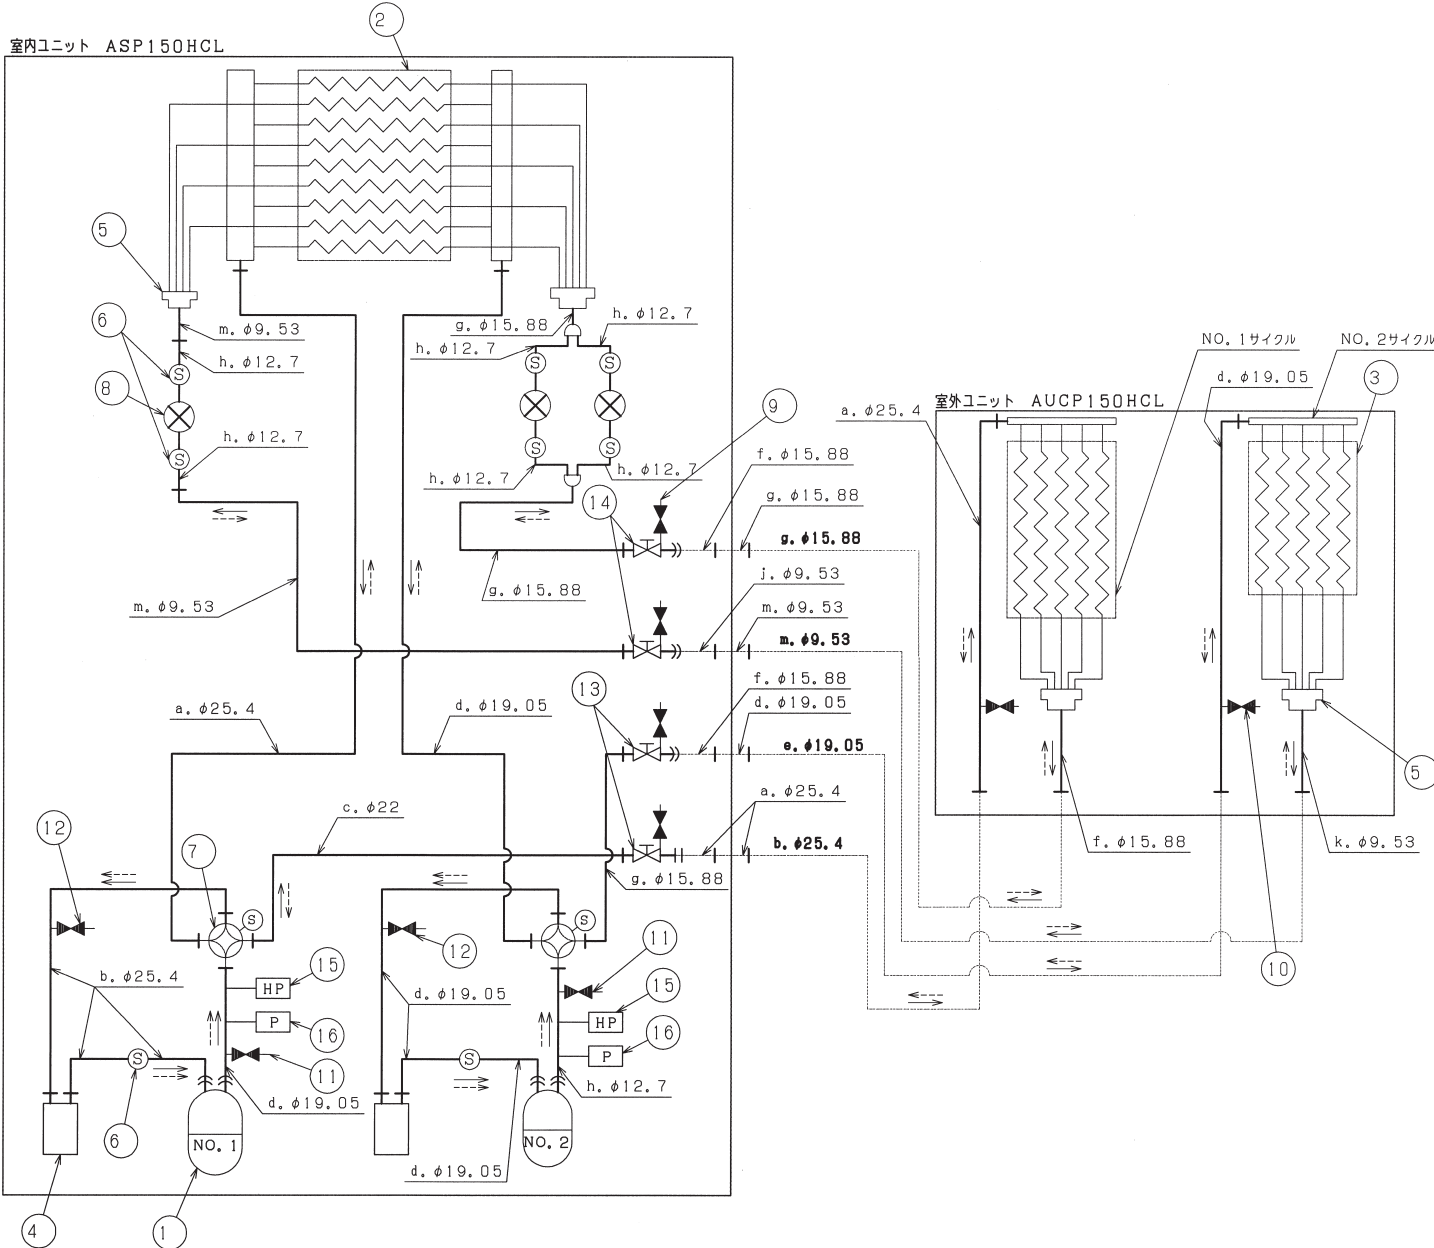 2
室内ユニット ASP150HCL
5
g. φ15.88
h. φ12.7
6
m. φ9.53
h. φ12.7
NO. 1サイクル
NO. 2サイクル
h. φ12.7
S
S
S
d. φ19.05
3
8
9
室外ユニット AUCP150HCL
a. φ25.4
h. φ12.7
S
S
S
f. φ15.88
h. φ12.7
h. φ12.7
14
g. φ15.88
g. φ15.88
j. φ9.53
g. φ15.88
m. φ9.53
m. φ9.53
m. φ9.53
13
f. φ15.88
a. φ25.4
d. φ19.05
d. φ19.05
e. φ19.05
5
a. φ25.4
c. φ22
12
b. φ25.4
f. φ15.88
k. φ9.53
7
g. φ15.88
S
S
12
11
15
10
b. φ25.4
HP
15
d. φ19.05
P
16
HP
16
S
S
P
11
h. φ12.7
d. φ19.05
6
NO. 1
NO. 2
d. φ19.05
4
1